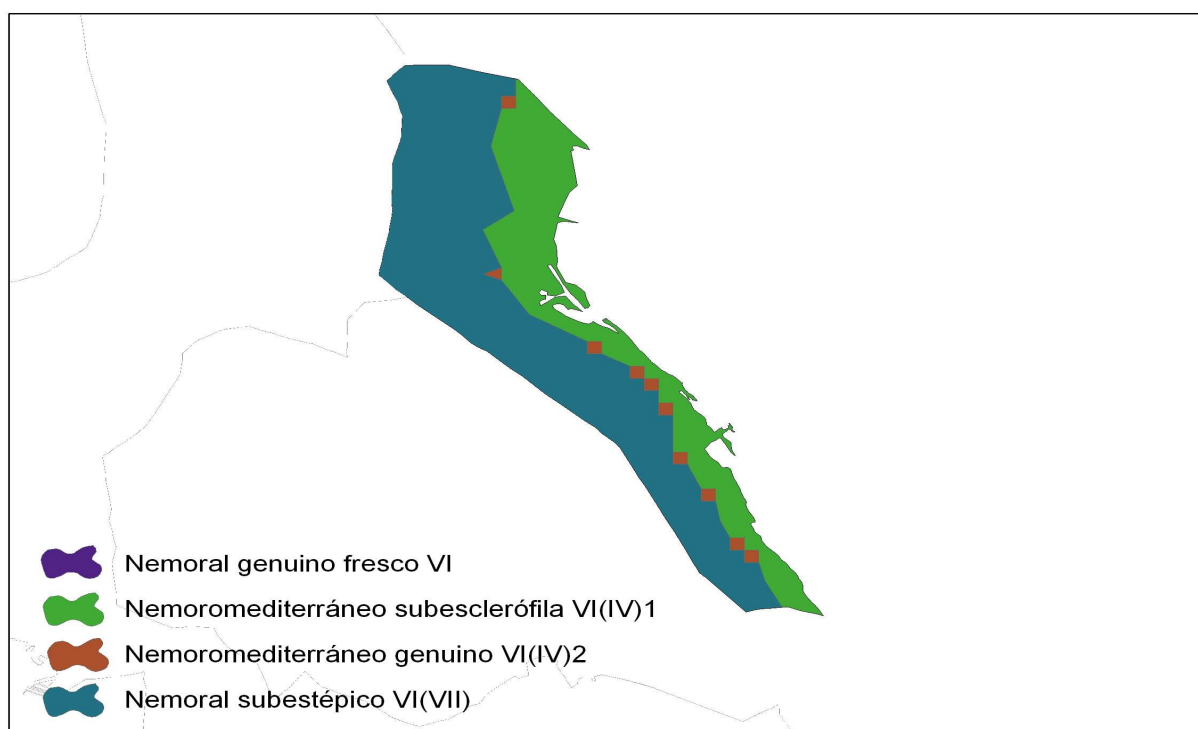 Nemoral genuino fresco VI
Nemoromediterráneo subesclerófila VI(IV)1
Nemoromediterráneo genuino VI(IV)2
Nemoral subestépico VI(VII)